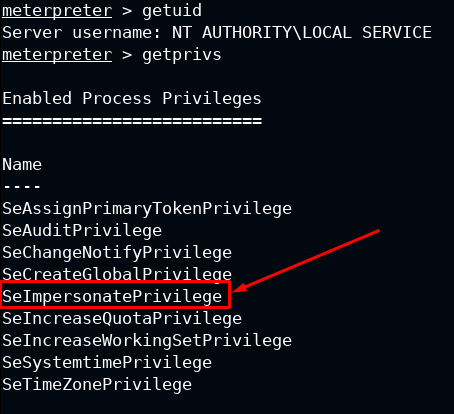 meterpreter > getuid
Server username: NT AUTHORITY\LOCAL SERVICE
meterpreter > getprivs
Enabled Process Privileges
==========================
Name
----
SeAssignPrimaryTokenPrivilege
SeAuditPrivilege
SeChangeNotifyPrivilege
SeCreateGlobalPrivilege
SeImpersonatePrivilege
SeIncreaseQuotaPrivilege
SeIncreaseWorkingSetPrivilege
SeSystemtimePrivilege
SeTimeZonePrivilege